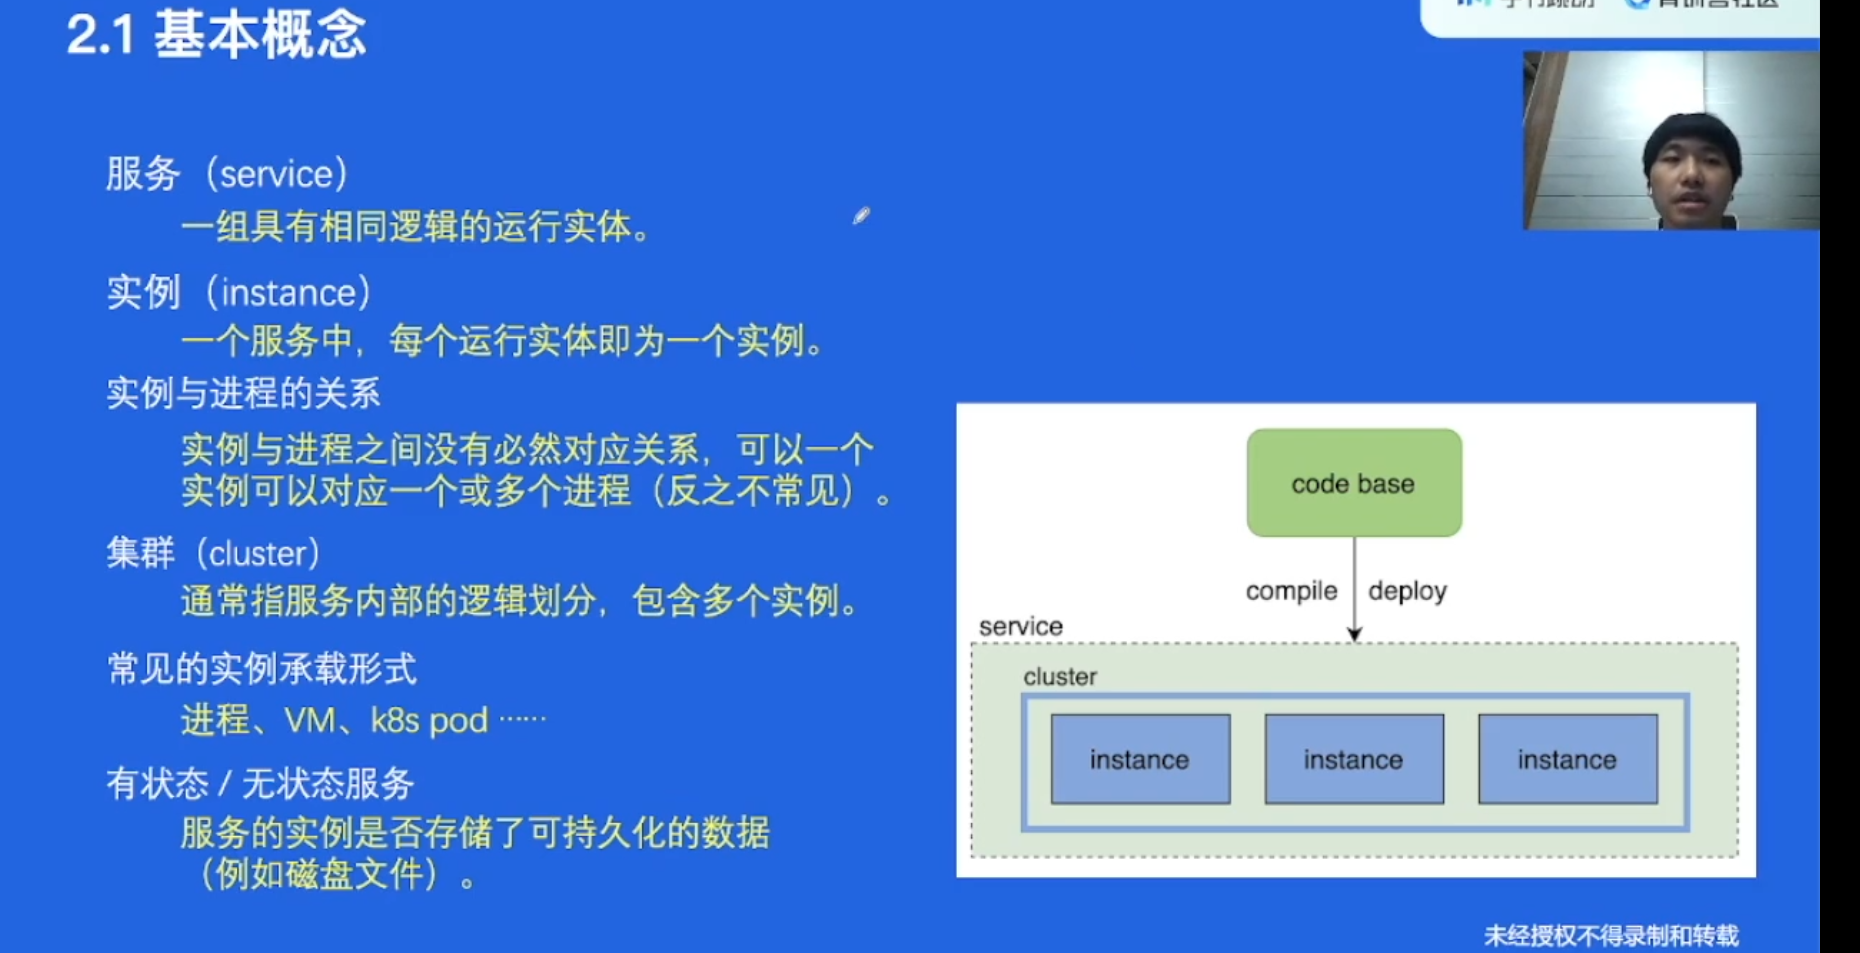 2.1 基本概念
服务（service）
一组具有相同逻辑的运行实体。
实例（instance）
一个服务中，每个运行实体即为一个实例。
实例与进程的关系
实例与进程之间没有必然对应关系，可以一个
实例可以对应一个或多个进程（反之不常见）。
集群（cluster）
通常指服务内部的逻辑划分，包含多个实例。
常见的实例承载形式
进程、VM、k8s pod ……
有状态 / 无状态服务
服务的实例是否存储了可持久化的数据
（例如磁盘文件）。
code base
compile deploy
service
cluster
instance instance instance
未经授权不得录制和转载